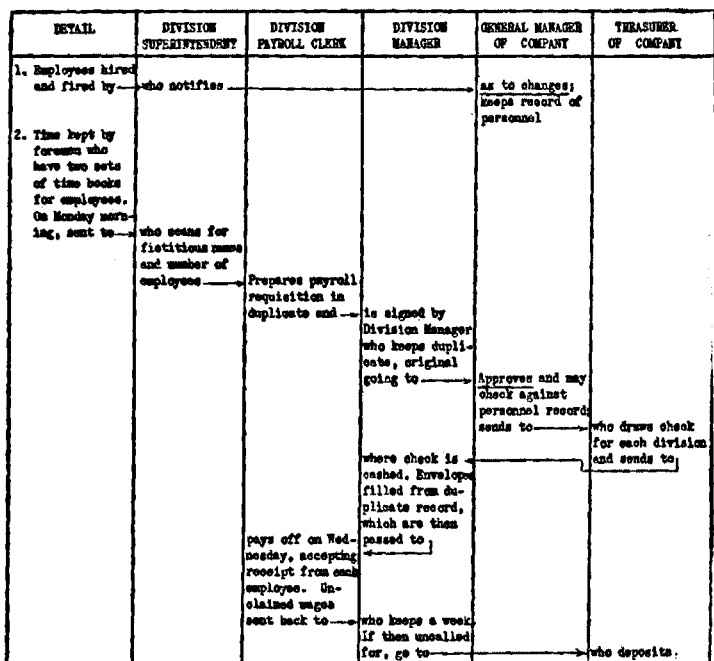 DETAIL
DIVISION
SUPERINTENDENT
DIVISION
PAYROLL CLERK
DIVISION
MANAGER
GENERAL MANAGER
OF COMPANY
TREASURER
OF COMPANY
1. Employees hired
and fired by
who notifies
as to changes;
keeps record of
personnel
2. Time kept by
foremen who
have two sets
of time books
for employees.
On Monday morn-
ing, sent to
who scans for
fictitious names
and number of
employees
Prepares payroll
requisition in
duplicate and
is signed by
Division Manager
who keeps dupli-
cate, original
going to
Approves and may
check against
personnel record;
sends to
who draws check
for each division
and sends to
where check is
cashed. Envelope
filled from du-
plicate record,
which are then
passed to
pays off on Wed-
nesday, accepting
receipt from each
employee. Un-
claimed wages
sent back to
who keeps a week.
If then uncalled
for, go to
who deposits.